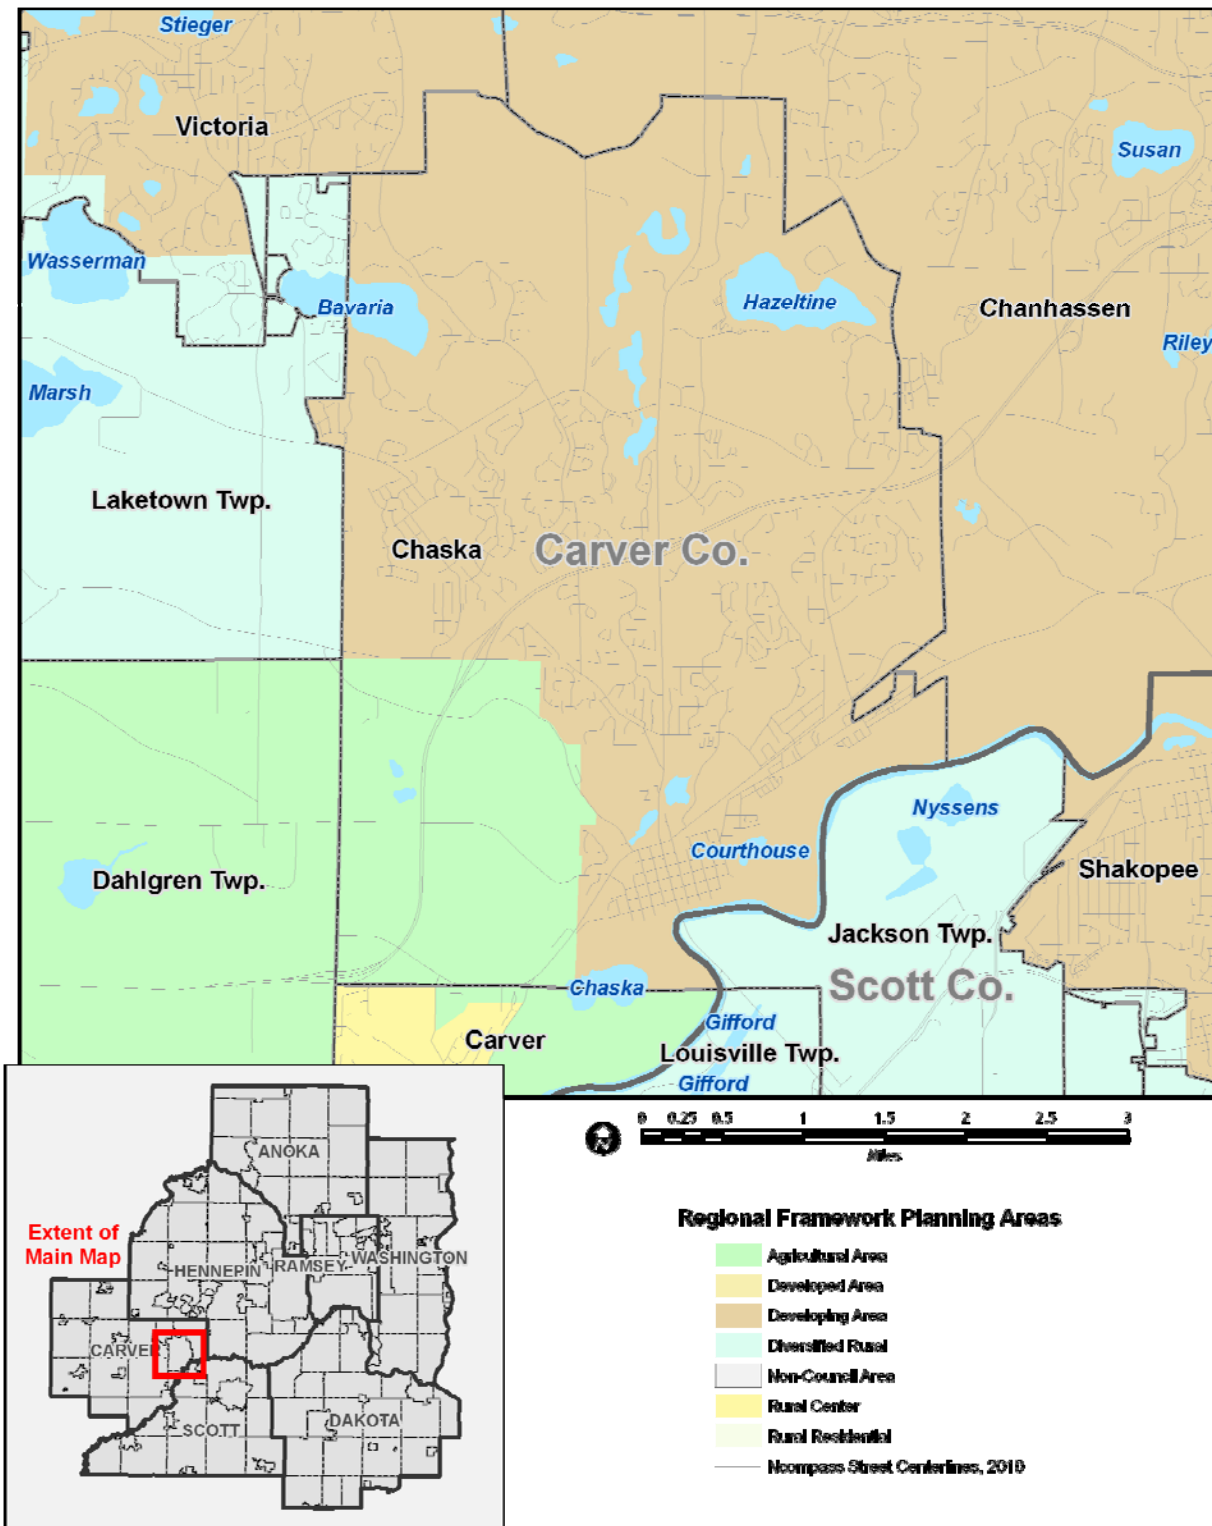 Stieger
Victoria
Susan
Wasserman
Bavaria
Hazeltine
Chanhassen
Riley
Marsh
Laketown Twp.
Chaska
Carver Co.
Nyssens
Courthouse
Dahlgren Twp.
Shakopee
Jackson Twp.
Chaska
Scott Co.
Gifford
Carver
Louisville Twp.
Gifford
0 0.25 0.5 1 1.5 2 2.5 3
Miles
N
ANOKA
Extent of
Main Map
HENNEPIN
RAMSEY
WASHINGTON
CARVER
SCOTT
DAKOTA
Regional Framework Planning Areas
Agricultural Area
Developed Area
Developing Area
Diversified Rural
Non-Council Area
Rural Center
Rural Residential
Ncompass Street Centerlines, 2010